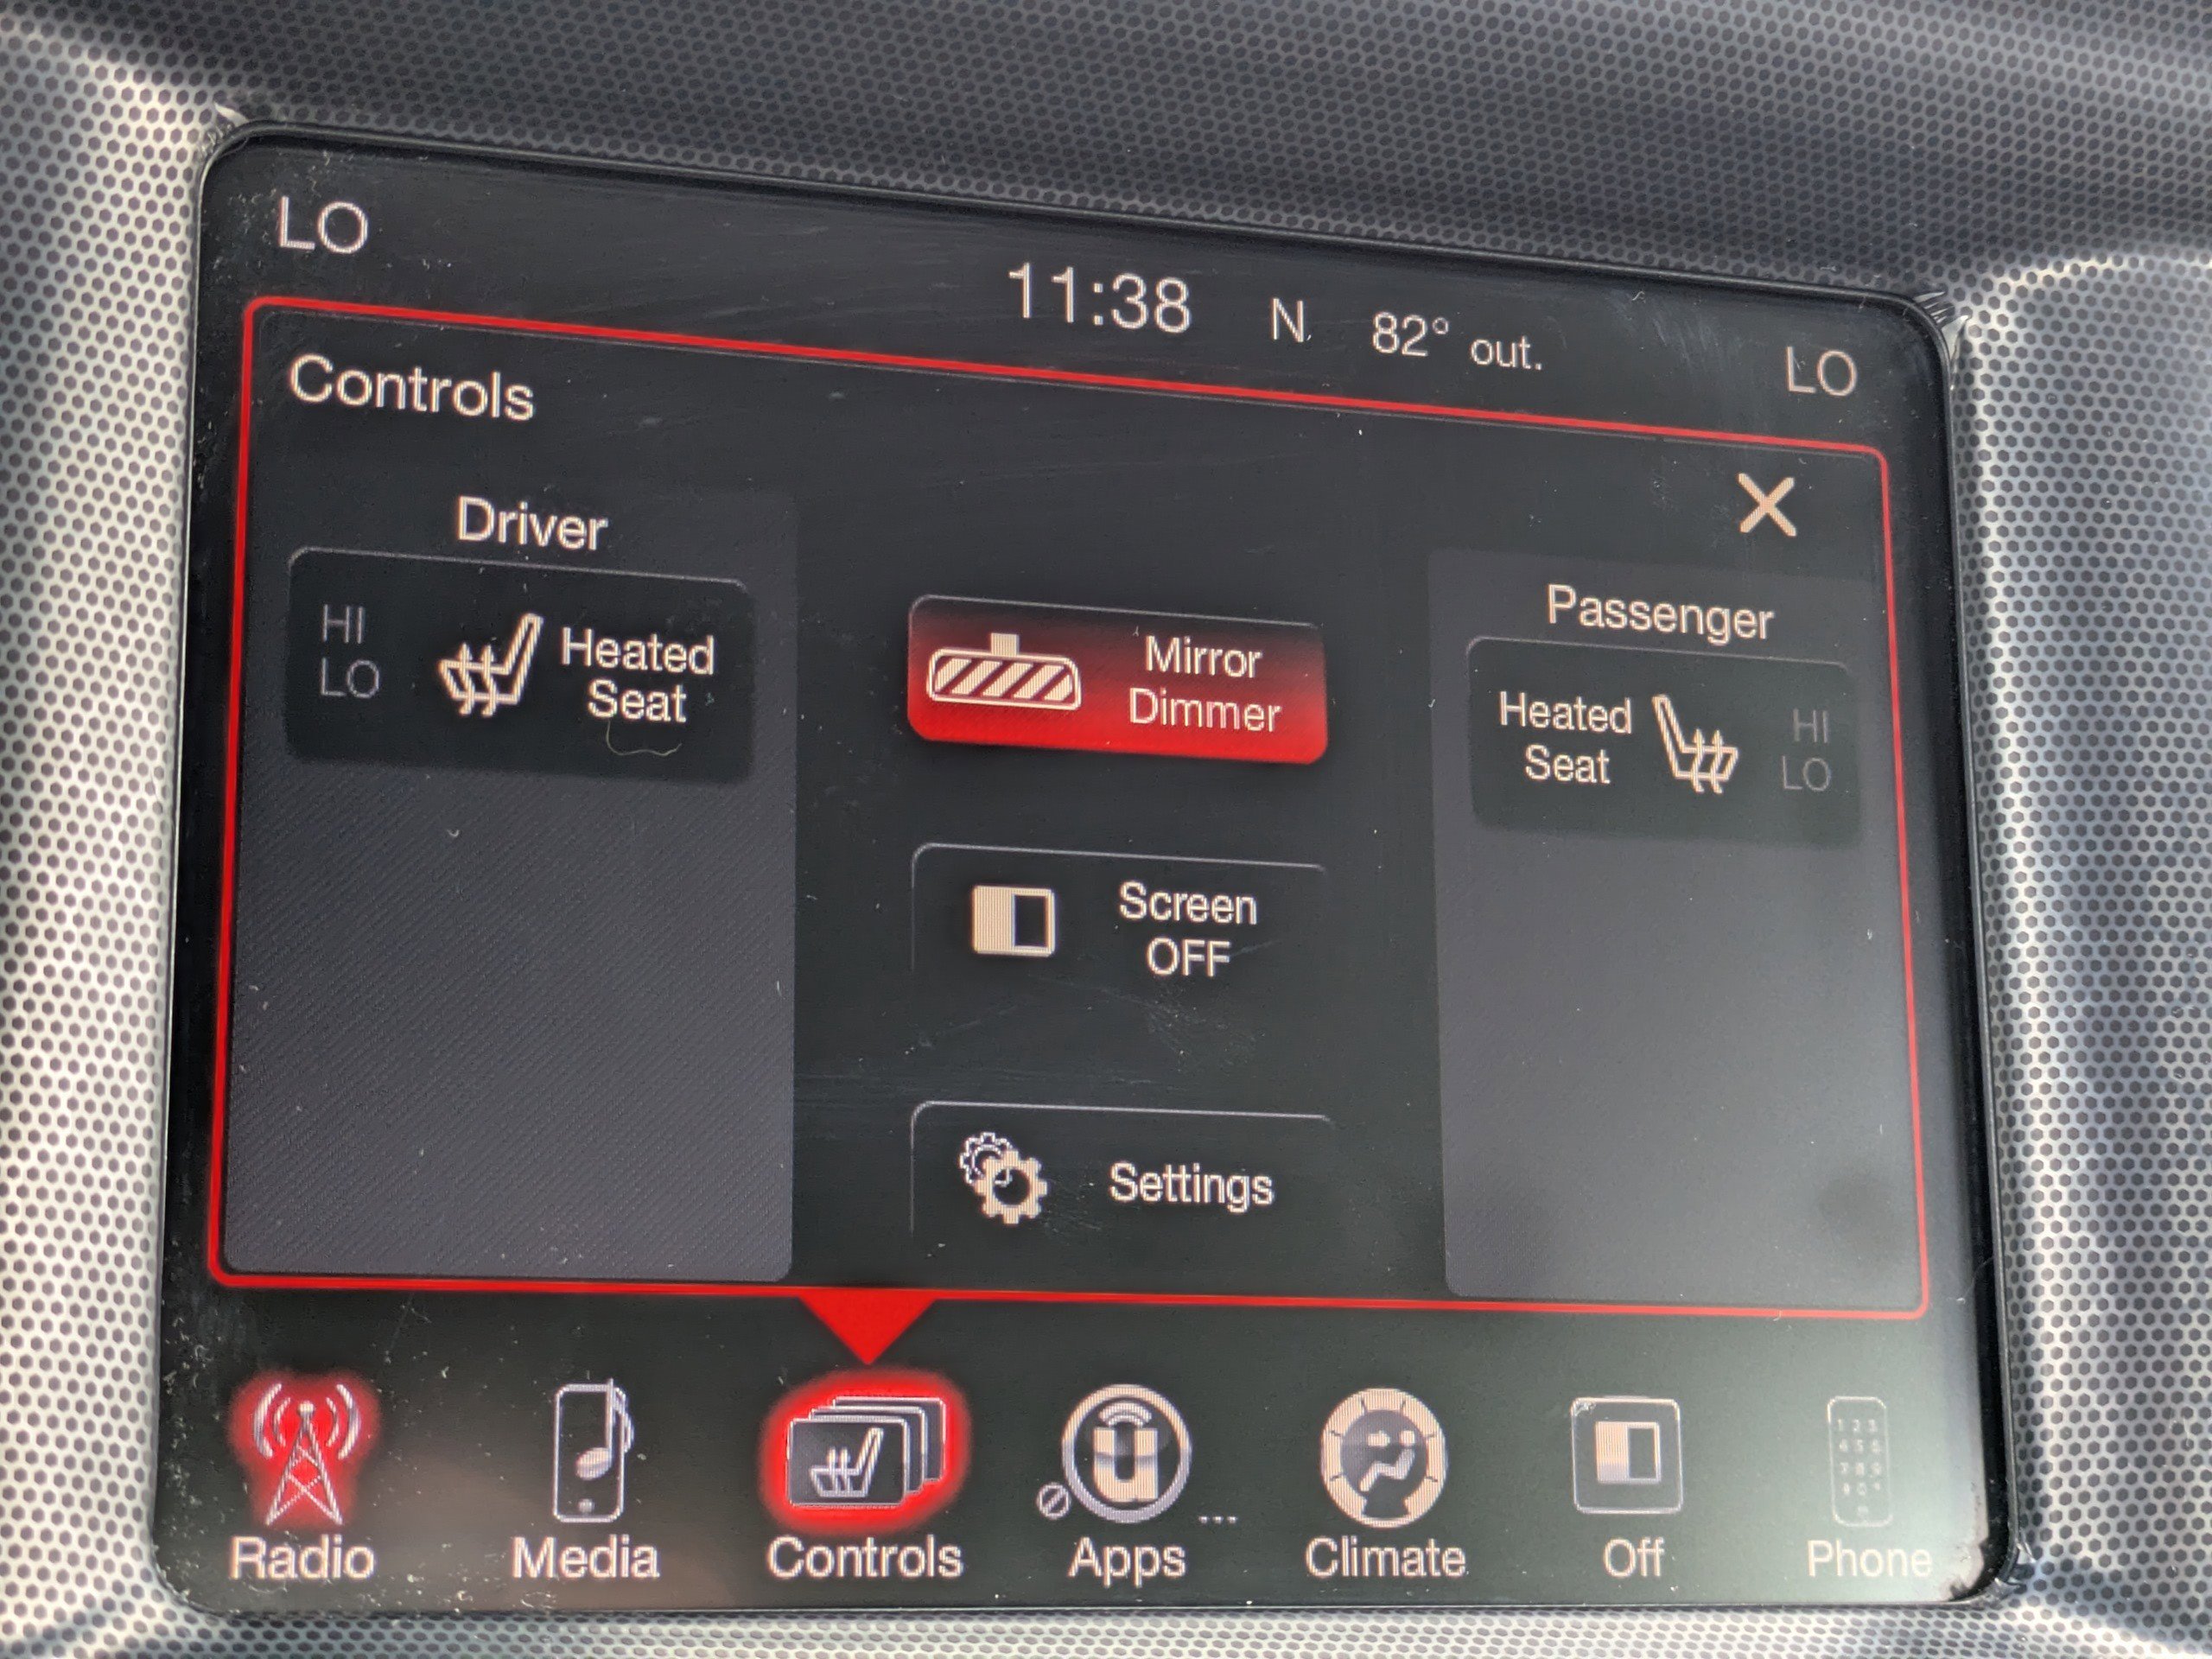 LO
11:38 N 82° out.
LO
Controls
X
Driver
HI
LO
Heated
Seat
Mirror
Dimmer
Passenger
Heated
Seat
HI
LO
Screen
OFF
Settings
Radio
Media
Controls
u
...
Apps
Climate
Off
Phone